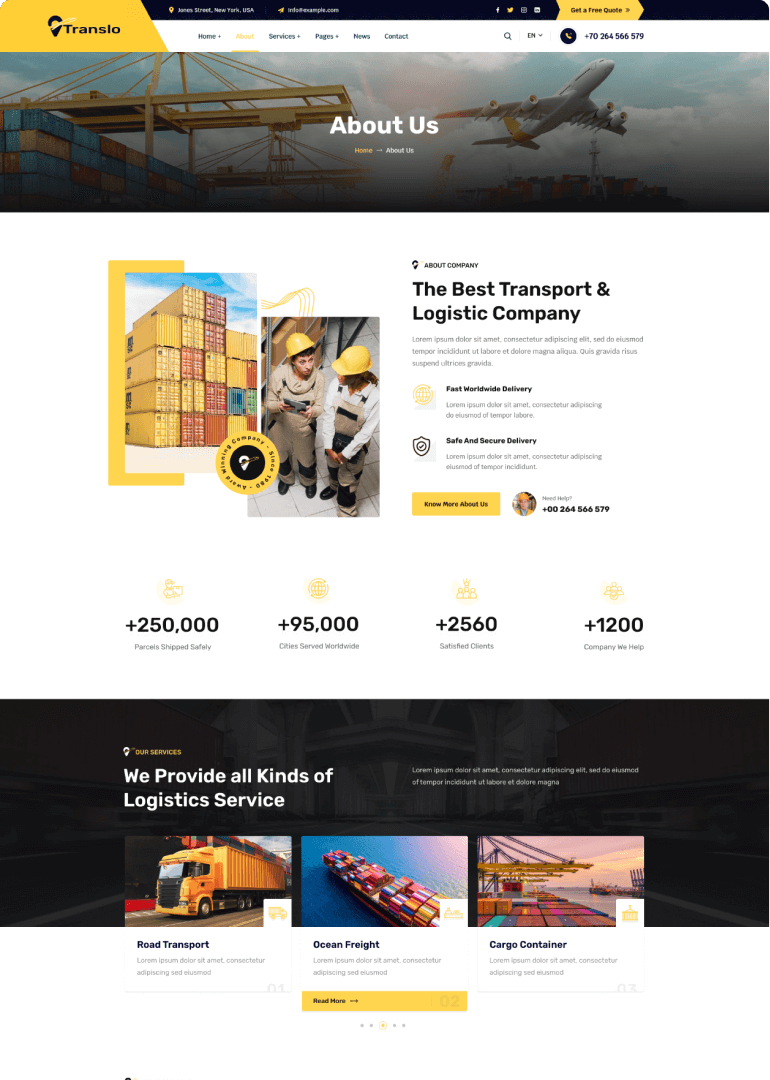 Translo
Jones Street, New York, USA
info@example.com
Get a Free Quote »
Home +
About
Services +
Pages +
News
Contact
EN
+70 264 566 579
About Us
Home → About Us
ABOUT COMPANY
The Best Transport &
Logistic Company
Lorem ipsum dolor sit amet, consectetur adipiscing elit, sed do eiusmod
tempor incididunt ut labore et dolore magna aliqua. Quis gravida risus
suspend ultrices gravida.
Fast Worldwide Delivery
Lorem ipsum dolor sit amet, consectetur adipiscing
do eiusmod of tempor labore.
Safe And Secure Delivery
Lorem ipsum dolor sit amet, consectetur adipiscing
eiusmod of tempor incididunt.
Award Winning Company - Since 1980 -
Know More About Us
Need Help?
+00 264 566 579
+250,000
Parcels Shipped Safely
+95,000
Cities Served Worldwide
+2560
Satisfied Clients
+1200
Company We Help
OUR SERVICES
We Provide all Kinds of
Logistics Service
Lorem ipsum dolor sit amet, consectetur adipiscing elit, sed do eiusmod
of tempor incididunt ut labore et dolore magna
Road Transport
Lorem ipsum dolor sit amet, consectetur
adipiscing sed eiusmod
01
Ocean Freight
Lorem ipsum dolor sit amet, consectetur
adipiscing sed eiusmod
Read More →
02
Cargo Container
Lorem ipsum dolor sit amet, consectetur
adipiscing sed eiusmod
03